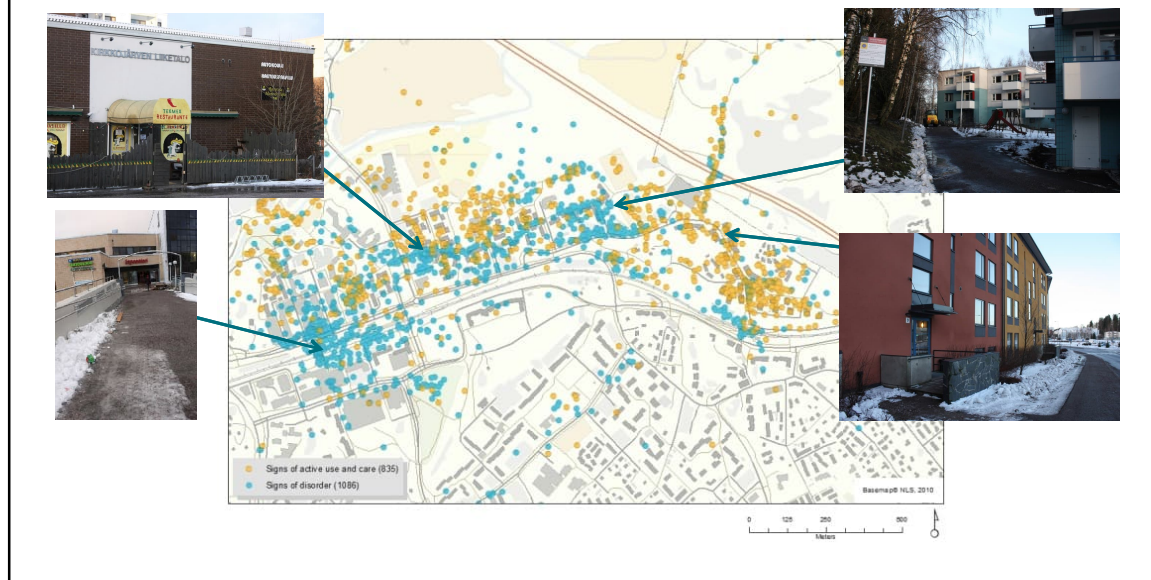 KIRKKOJÄRVEN LIIKETALO
TERMES
RESTAURANTE
Signs of active use and care (835)
Signs of disorder (1086)
Basemap© NLS, 2010
0 125 250 500
Meters